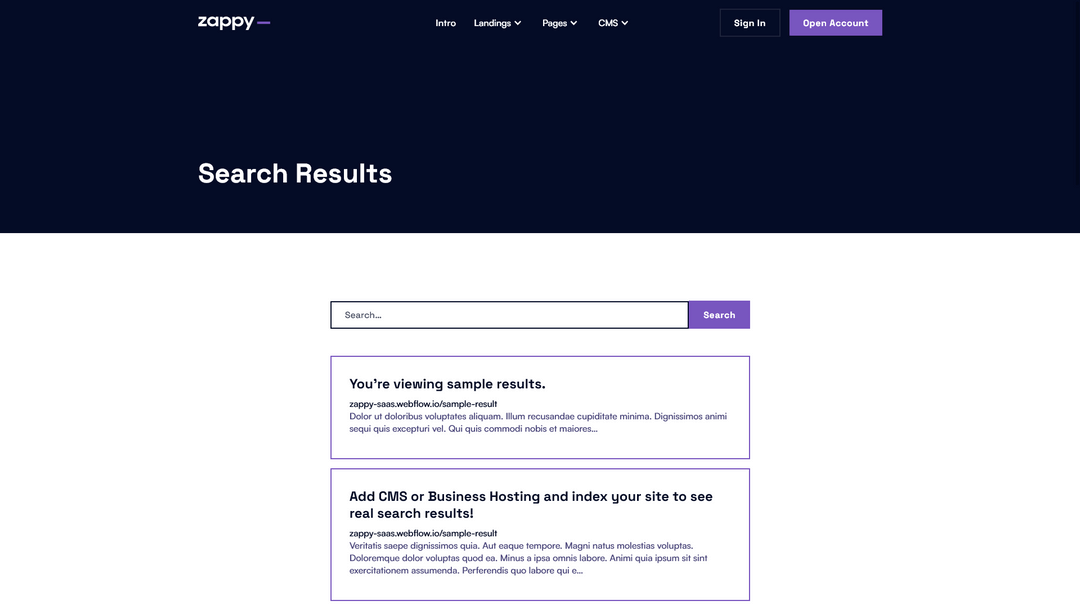 zappy
Intro Landings Pages CMS Sign In Open Account
Search Results
Search… Search
You're viewing sample results.
zappy-saas.webflow.io/sample-result
Dolor ut doloribus voluptates aliquam. Illum recusandae cupiditate minima. Dignissimos animi
sequi quis excepturi vel. Qui quis commodi nobis et maiores…
Add CMS or Business Hosting and index your site to see
real search results!
zappy-saas.webflow.io/sample-result
Veritatis saepe dignissimos quia. Aut eaque tempore. Magni natus molestias voluptas.
Doloremque dolor voluptas quod ea. Minus a ipsa omnis labore. Animi quia ipsum sit sint
exercitationem assumenda. Perferendis quo labore qui e…